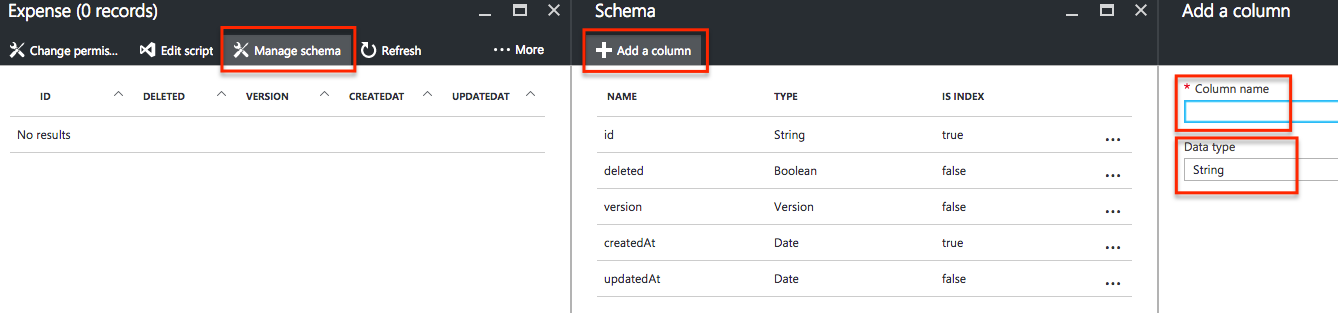 Expense (0 records)
Change permis... Edit script Manage schema Refresh ... More
ID DELETED VERSION CREATEDAT UPDATEDAT
No results
Schema
Add a column
NAME TYPE IS INDEX
id String true ...
deleted Boolean false ...
version Version false ...
createdAt Date true ...
updatedAt Date false ...
Add a column
* Column name
Data type
String